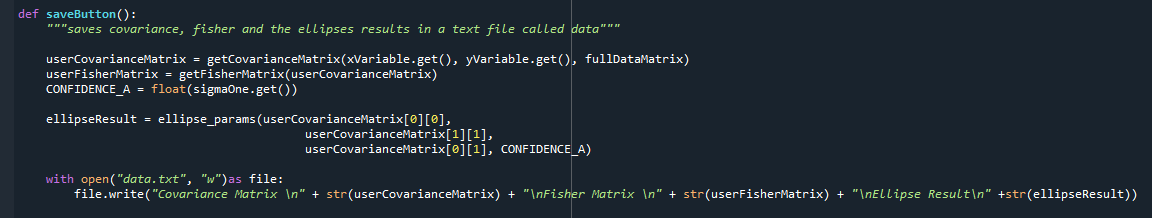 def saveButton():
"""saves covariance, fisher and the ellipses results in a text file called data"""
userCovarianceMatrix = getCovarianceMatrix(xVariable.get(), yVariable.get(), fullDataMatrix)
userFisherMatrix = getFisherMatrix(userCovarianceMatrix)
CONFIDENCE_A = float(sigmaOne.get())
ellipseResult = ellipse_params(userCovarianceMatrix[0][0],
userCovarianceMatrix[1][1],
userCovarianceMatrix[0][1], CONFIDENCE_A)
with open("data.txt", "w")as file:
file.write("Covariance Matrix \n" + str(userCovarianceMatrix) + "\nFisher Matrix \n" + str(userFisherMatrix) + "\nEllipse Result\n" +str(ellipseResult))